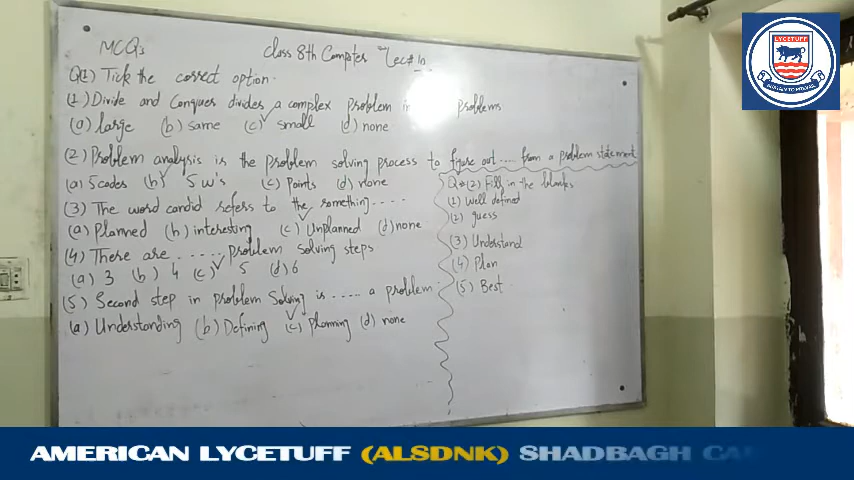 MCQs
Class 8th Computer Lec# 10
Q(1) Tick the correct option.
(1) Divide and Conquer divides a complex problem in problems
(a) large (b) same (c) small (d) none
(2) Problem analysis is the problem solving process to figure out .... from a problem statement
(a) 5 codes (b) 5 w's (c) Points (d) none
(3) The word candid refers to the something ....
(a) Planned (b) interesting (c) Unplanned (d) none
(4) There are ..... problem solving steps
(a) 3 (b) 4 (c) 5 (d) 6
(5) Second step in problem Solving is .... a problem.
(a) Understanding (b) Defining (c) Planning (d) none
Q#(2) Fill in the blanks
(1) Well defined
(2) guess
(3) Understand
(4) Plan
(5) Best
LYCETUFF
AMERICAN LYCETUFF (ALSDNK) SHADBAGH CA